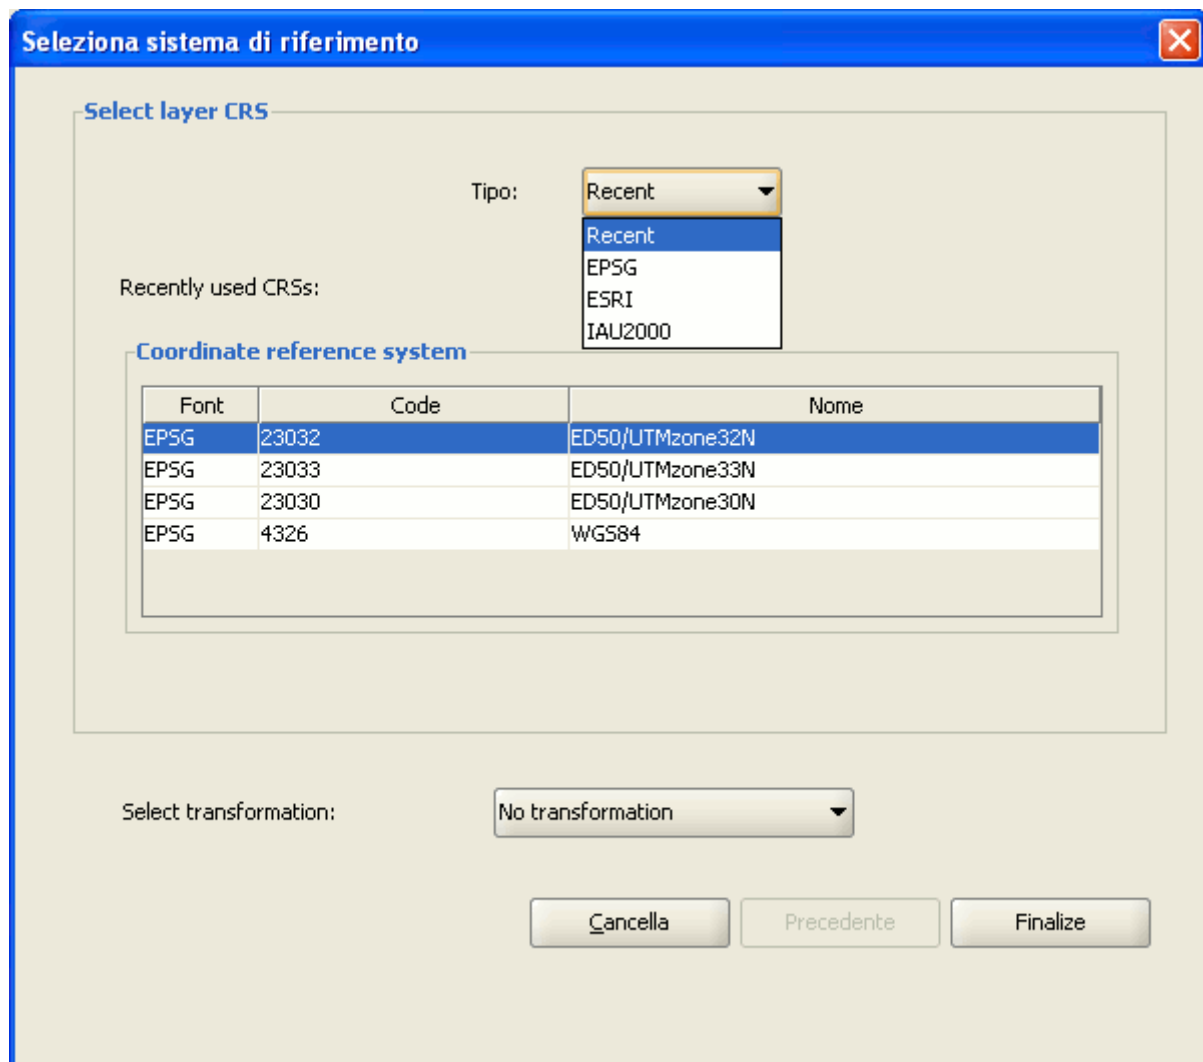 Seleziona sistema di riferimento
Select layer CRS
Tipo: Recent
Recent
EPSG
Recently used CRSs:
ESRI
IAU2000
Coordinate reference system
Font Code Nome
EPSG 23032 ED50/UTMzone32N
EPSG 23033 ED50/UTMzone33N
EPSG 23030 ED50/UTMzone30N
EPSG 4326 WGS84
Select transformation: No transformation
Cancella Precedente Finalize